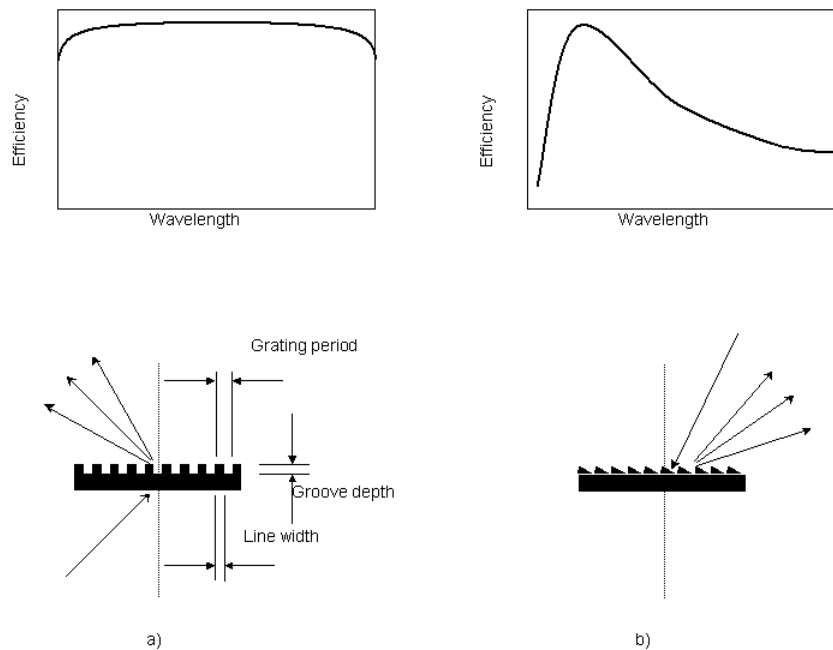 Efficiency
Wavelength
Efficiency
Wavelength
Grating period
Groove depth
Line width
a)
b)